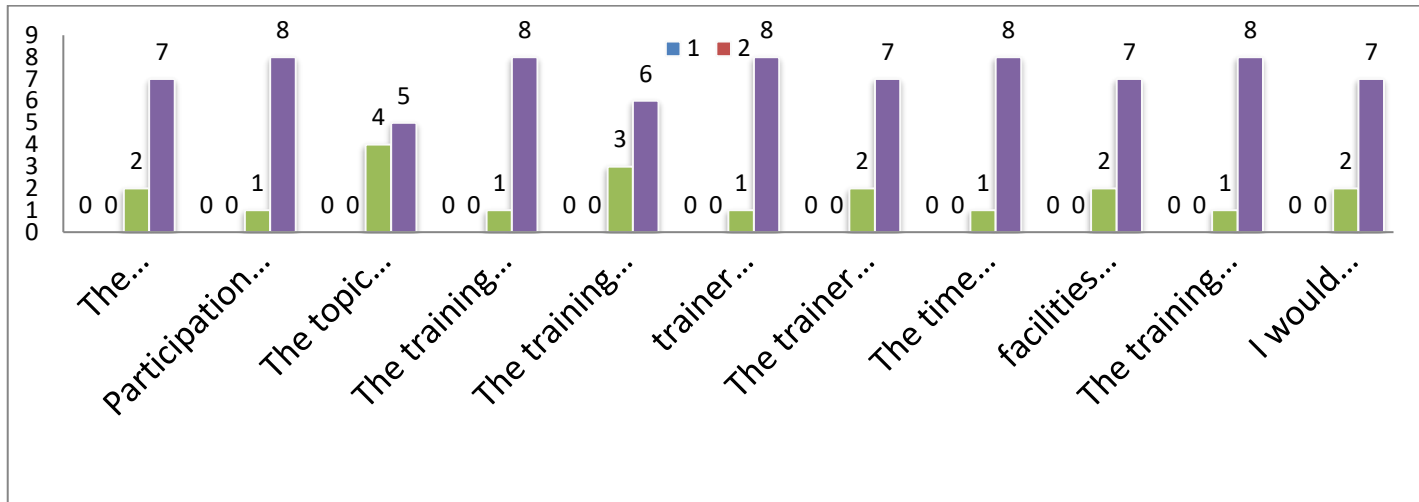 9
8
7
6
5
4
3
2
1
0
1 2
0 0 2 7
0 0 1 8
0 0 4 5
0 0 1 8
0 0 3 6
0 0 1 8
0 0 2 7
0 0 1 8
0 0 2 7
0 0 1 8
0 0 2 7
The...
Participation...
The topic...
The training...
The training...
trainer...
The trainer...
The time...
facilities...
The training...
I would...